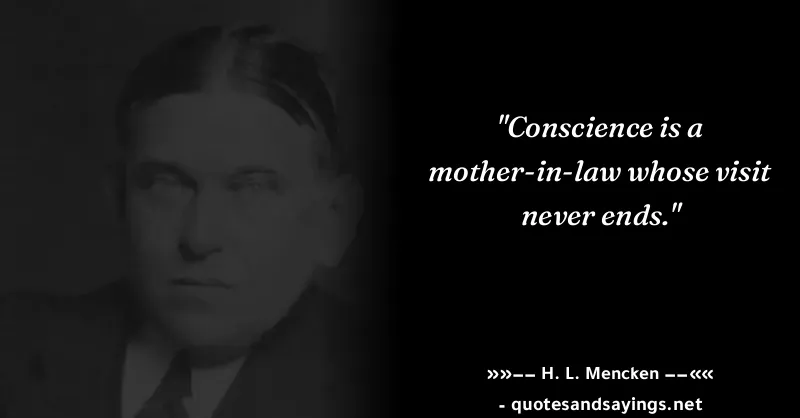 "Conscience is a
mother-in-law whose visit
never ends."
»»−− H. L. Mencken −−««
- quotesandsayings.net